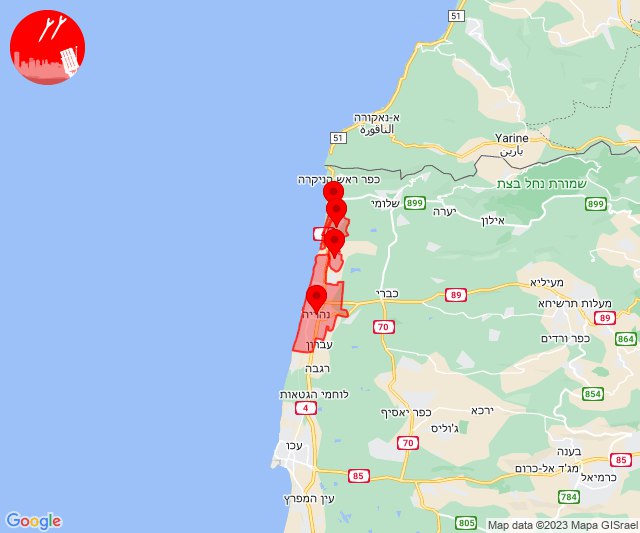 51
א-נאקורה
الناقورة
51
Yarine
يارين
כפר ראש הניקרה
שמורת נחל בצת
899
899
שלומי
יערה
אילון
מעיליא
כברי
89
מעלות תרשיחא
נהריה
70
89
כפר ורדים
864
עברון
רגבה
854
לוחמי הגטאות
4
כפר יאסיף
ירכא
ג'וליס
70
עכו
בענה
85
85
מג'ד אל-כרום
כרמיאל
עין המפרץ
784
805
Google
Map data ©2023 Mapa GISrael